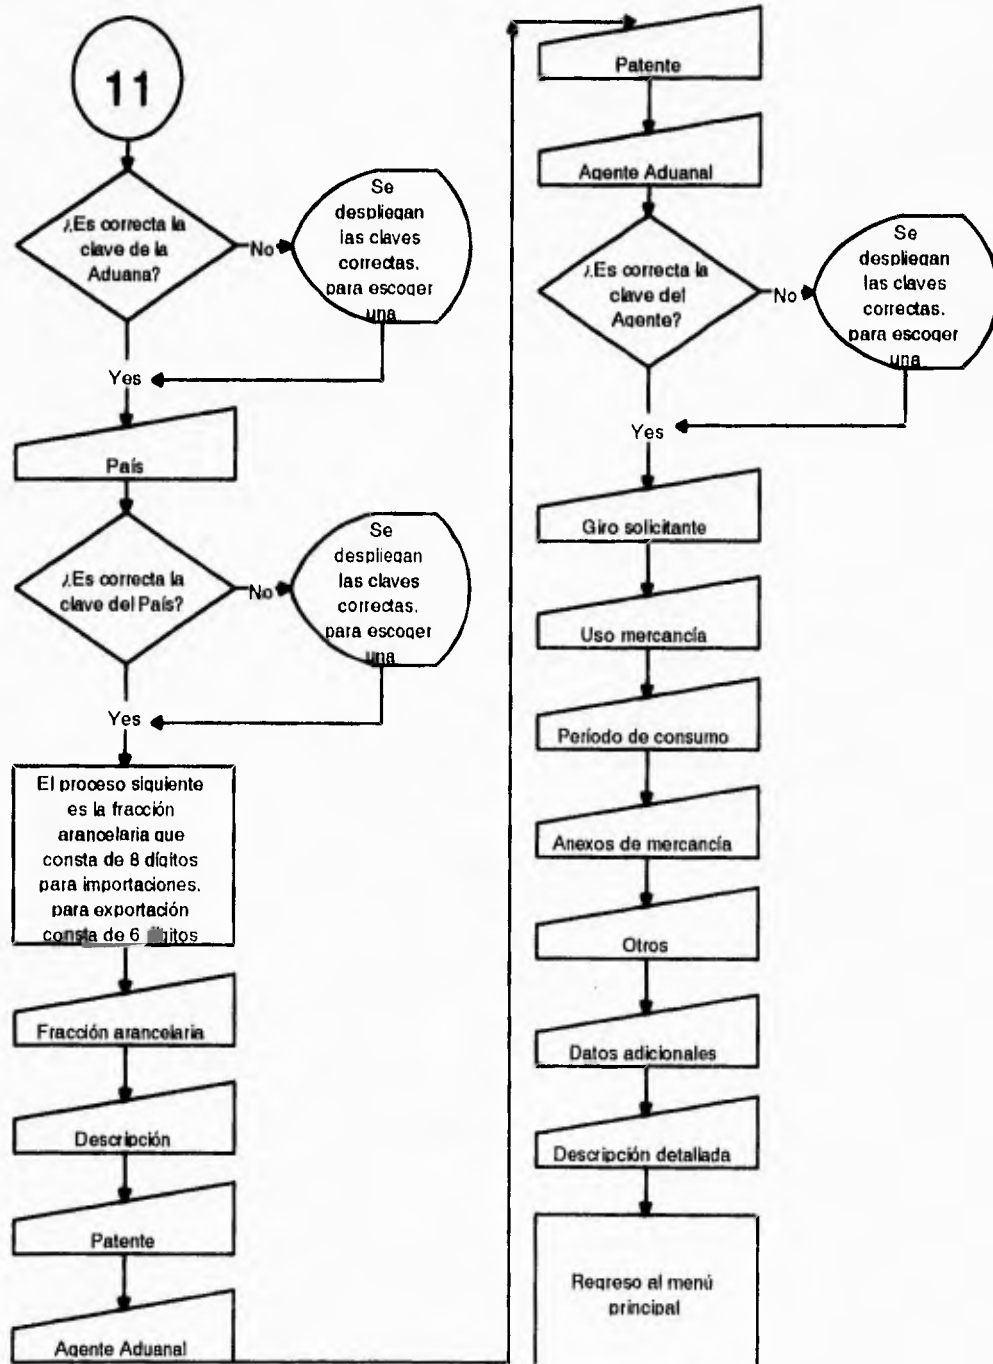 11
¿Es correcta la
clave de la
Aduana?
No
Se
despliegan
las claves
correctas,
para escoger
una
Yes
País
¿Es correcta la
clave del País?
No
Se
despliegan
las claves
correctas,
para escoger
una
Yes
El proceso siguiente
es la fracción
arancelaria que
consta de 8 dígitos
para importaciones,
para exportación
consta de 6 dígitos
Fracción arancelaria
Descripción
Patente
Agente Aduanal
Patente
Agente Aduanal
¿Es correcta la
clave del
Agente?
No
Se
despliegan
las claves
correctas,
para escoger
una
Yes
Giro solicitante
Uso mercancía
Período de consumo
Anexos de mercancía
Otros
Datos adicionales
Descripción detallada
Regreso al menú
principal